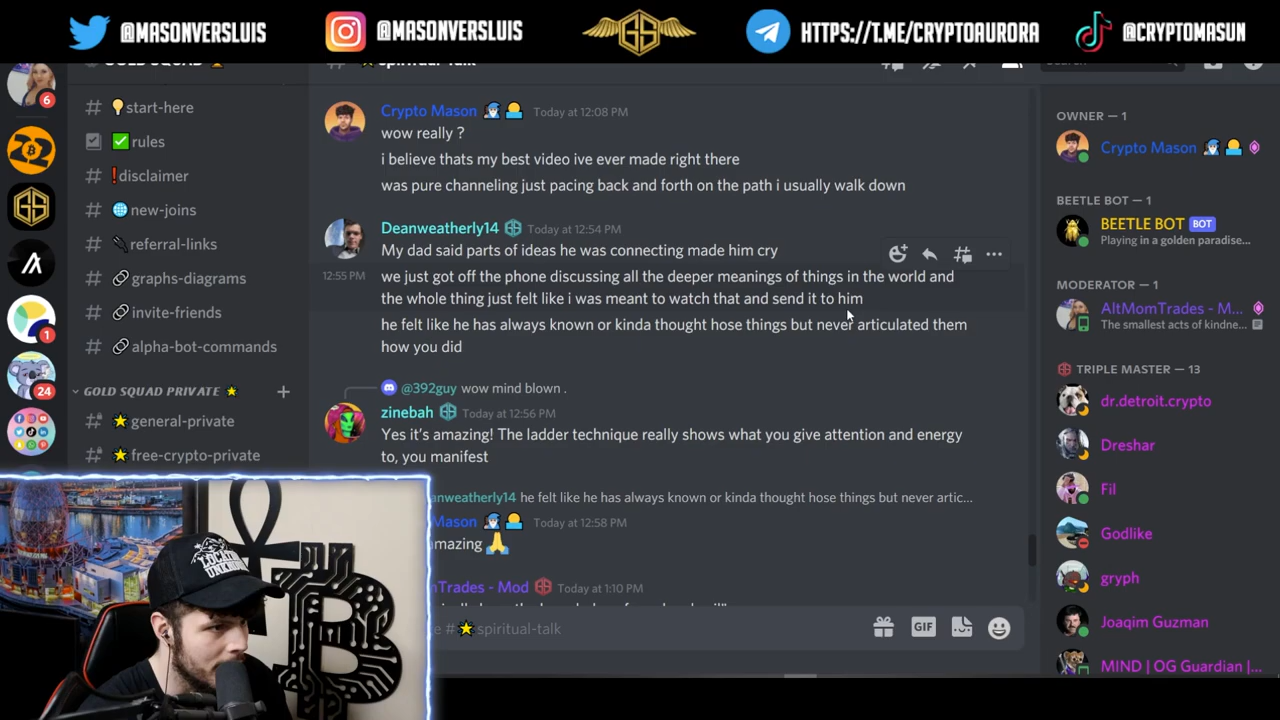 @MASONVERSLUIS
@MASONVERSLUIS
GS
HTTPS://T.ME/CRYPTOAURORA
@CRYPTOMASUN
6
22
GS
1
24
GOLD SQUAD
# start-here
rules
# !disclaimer
# new-joins
# referral-links
# graphs-diagrams
# invite-friends
# alpha-bot-commands
GOLD SQUAD PRIVATE
general-private
free-crypto-private
spiritual-talk
Crypto Mason Today at 12:08 PM
wow really ?
i believe thats my best video ive ever made right there
was pure channeling just pacing back and forth on the path i usually walk down
Deanweatherly14 Today at 12:54 PM
My dad said parts of ideas he was connecting made him cry
12:55 PM we just got off the phone discussing all the deeper meanings of things in the world and
the whole thing just felt like i was meant to watch that and send it to him
he felt like he has always known or kinda thought hose things but never articulated them
how you did
@392guy wow mind blown .
zinebah Today at 12:56 PM
Yes it's amazing! The ladder technique really shows what you give attention and energy
to, you manifest
nweatherly14 he felt like he has always known or kinda thought hose things but never artic...
Mason Today at 12:58 PM
mazing
Trades - Mod Today at 1:10 PM
# spiritual-talk
GIF
OWNER — 1
Crypto Mason
BEETLE BOT — 1
BEETLE BOT BOT
Playing in a golden paradise...
MODERATOR — 1
AltMomTrades - M...
The smallest acts of kindne...
TRIPLE MASTER — 13
dr.detroit.crypto
Dreshar
Fil
Godlike
gryph
Joaqim Guzman
MIND | OG Guardian |...
LOCATION
UNKNOWN